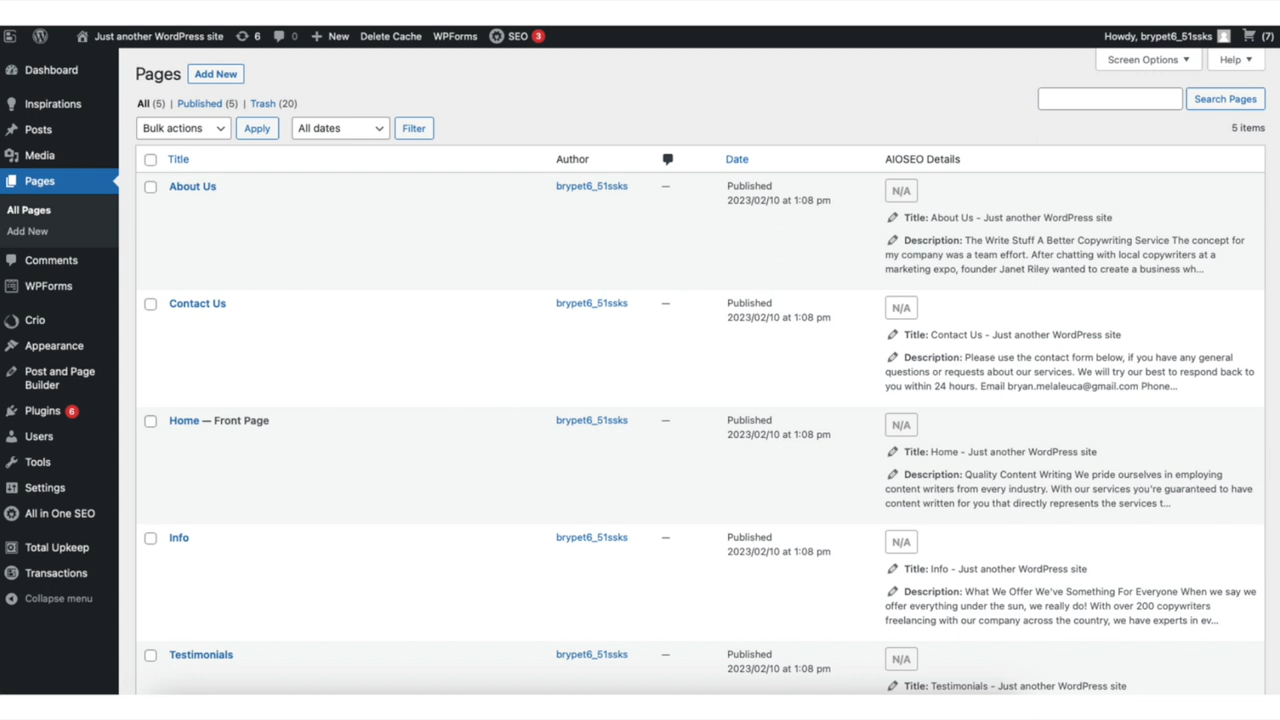 Just another WordPress site 6 0 New Delete Cache WPForms SEO 3 Howdy, brypet6_51ssks (7)
Dashboard
Inspirations
Posts
Media
Pages
All Pages
Add New
Comments
WPForms
Crio
Appearance
Post and Page
Builder
Plugins 6
Users
Tools
Settings
All in One SEO
Total Upkeep
Transactions
Collapse menu
Screen Options ▼ Help ▼
Pages Add New
All (5) | Published (5) | Trash (20)
Search Pages
Bulk actions Apply All dates Filter
5 items
Title Author Date AIOSEO Details
About Us brypet6_51ssks — Published
2023/02/10 at 1:08 pm
N/A
Title: About Us - Just another WordPress site
Description: The Write Stuff A Better Copywriting Service The concept for
my company was a team effort. After chatting with local copywriters at a
marketing expo, founder Janet Riley wanted to create a business wh...
Contact Us brypet6_51ssks — Published
2023/02/10 at 1:08 pm
N/A
Title: Contact Us - Just another WordPress site
Description: Please use the contact form below, if you have any general
questions or requests about our services. We will try our best to respond back to
you within 24 hours. Email bryan.melaleuca@gmail.com Phone...
Home — Front Page brypet6_51ssks — Published
2023/02/10 at 1:08 pm
N/A
Title: Home - Just another WordPress site
Description: Quality Content Writing We pride ourselves in employing
content writers from every industry. With our services you're guaranteed to have
content written for you that directly represents the services t...
Info brypet6_51ssks — Published
2023/02/10 at 1:08 pm
N/A
Title: Info - Just another WordPress site
Description: What We Offer We've Something For Everyone When we say we
offer everything under the sun, we really do! With over 200 copywriters
freelancing with our company across the country, we have experts in ev...
Testimonials brypet6_51ssks — Published
2023/02/10 at 1:08 pm
N/A
Title: Testimonials - Just another WordPress site